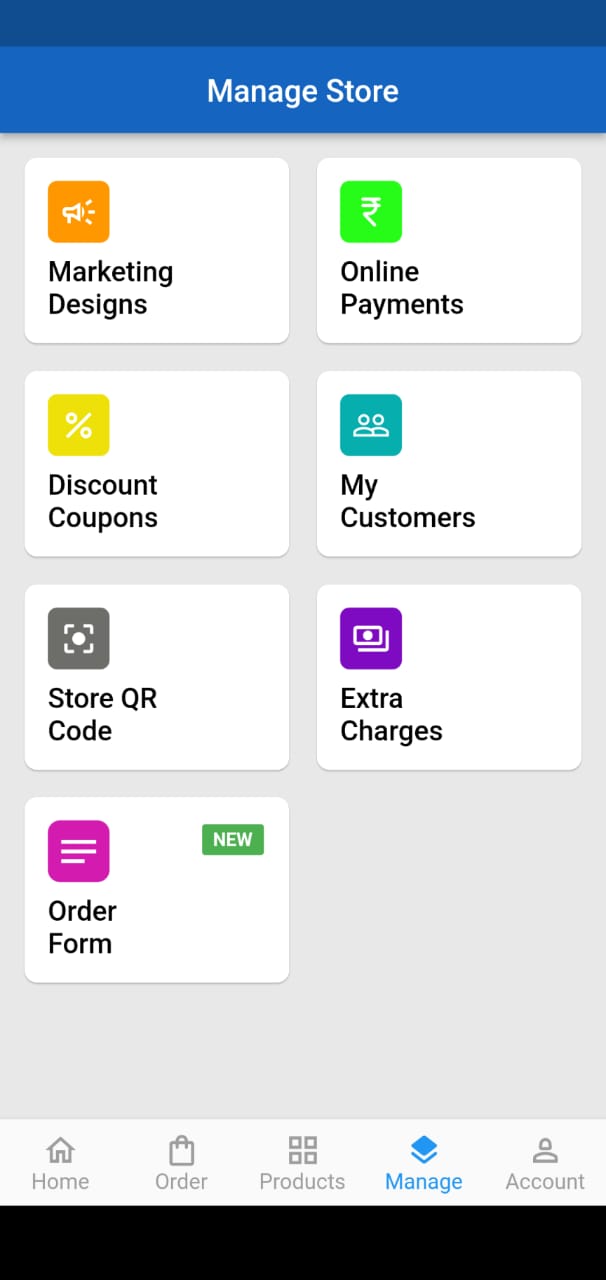 Manage Store
Marketing
Designs
Online
Payments
Discount
Coupons
My
Customers
Store QR
Code
Extra
Charges
NEW
Order
Form
Home
Order
Products
Manage
Account